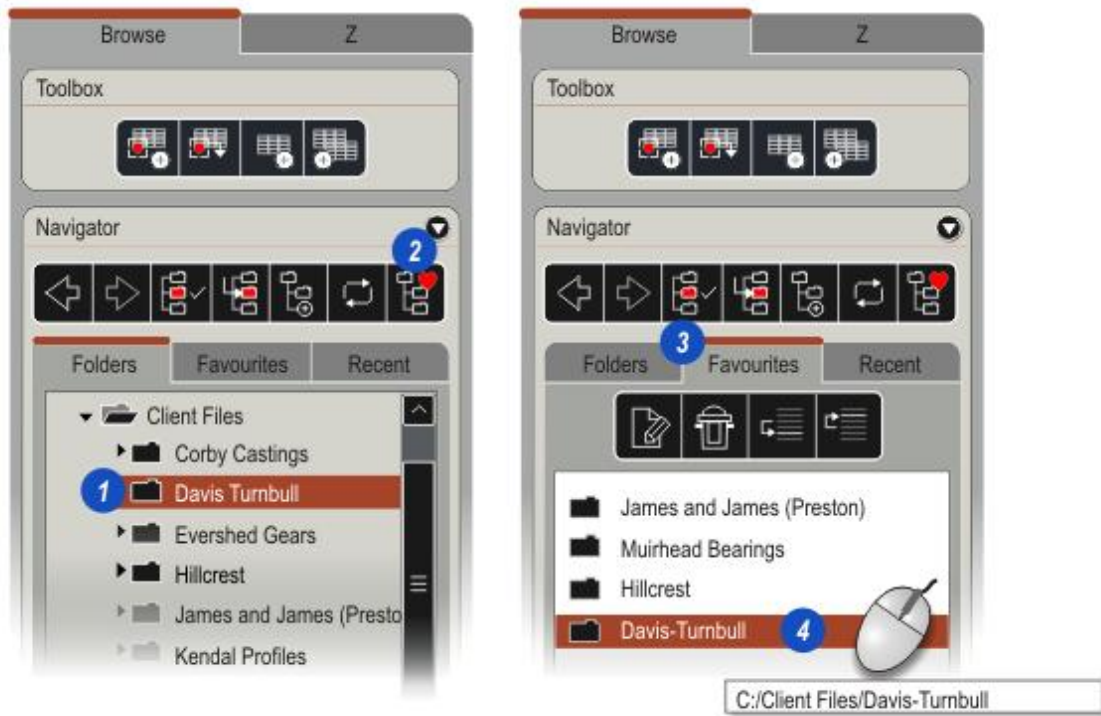 Browse
Z
Toolbox
Navigator
2
Folders
Favourites
Recent
Client Files
Corby Castings
1
Davis Turnbull
Evershed Gears
Hillcrest
James and James (Presto
Kendal Profiles
Browse
Z
Toolbox
Navigator
3
Folders
Favourites
Recent
James and James (Preston)
Muirhead Bearings
Hillcrest
Davis-Turnbull
4
C:/Client Files/Davis-Turnbull